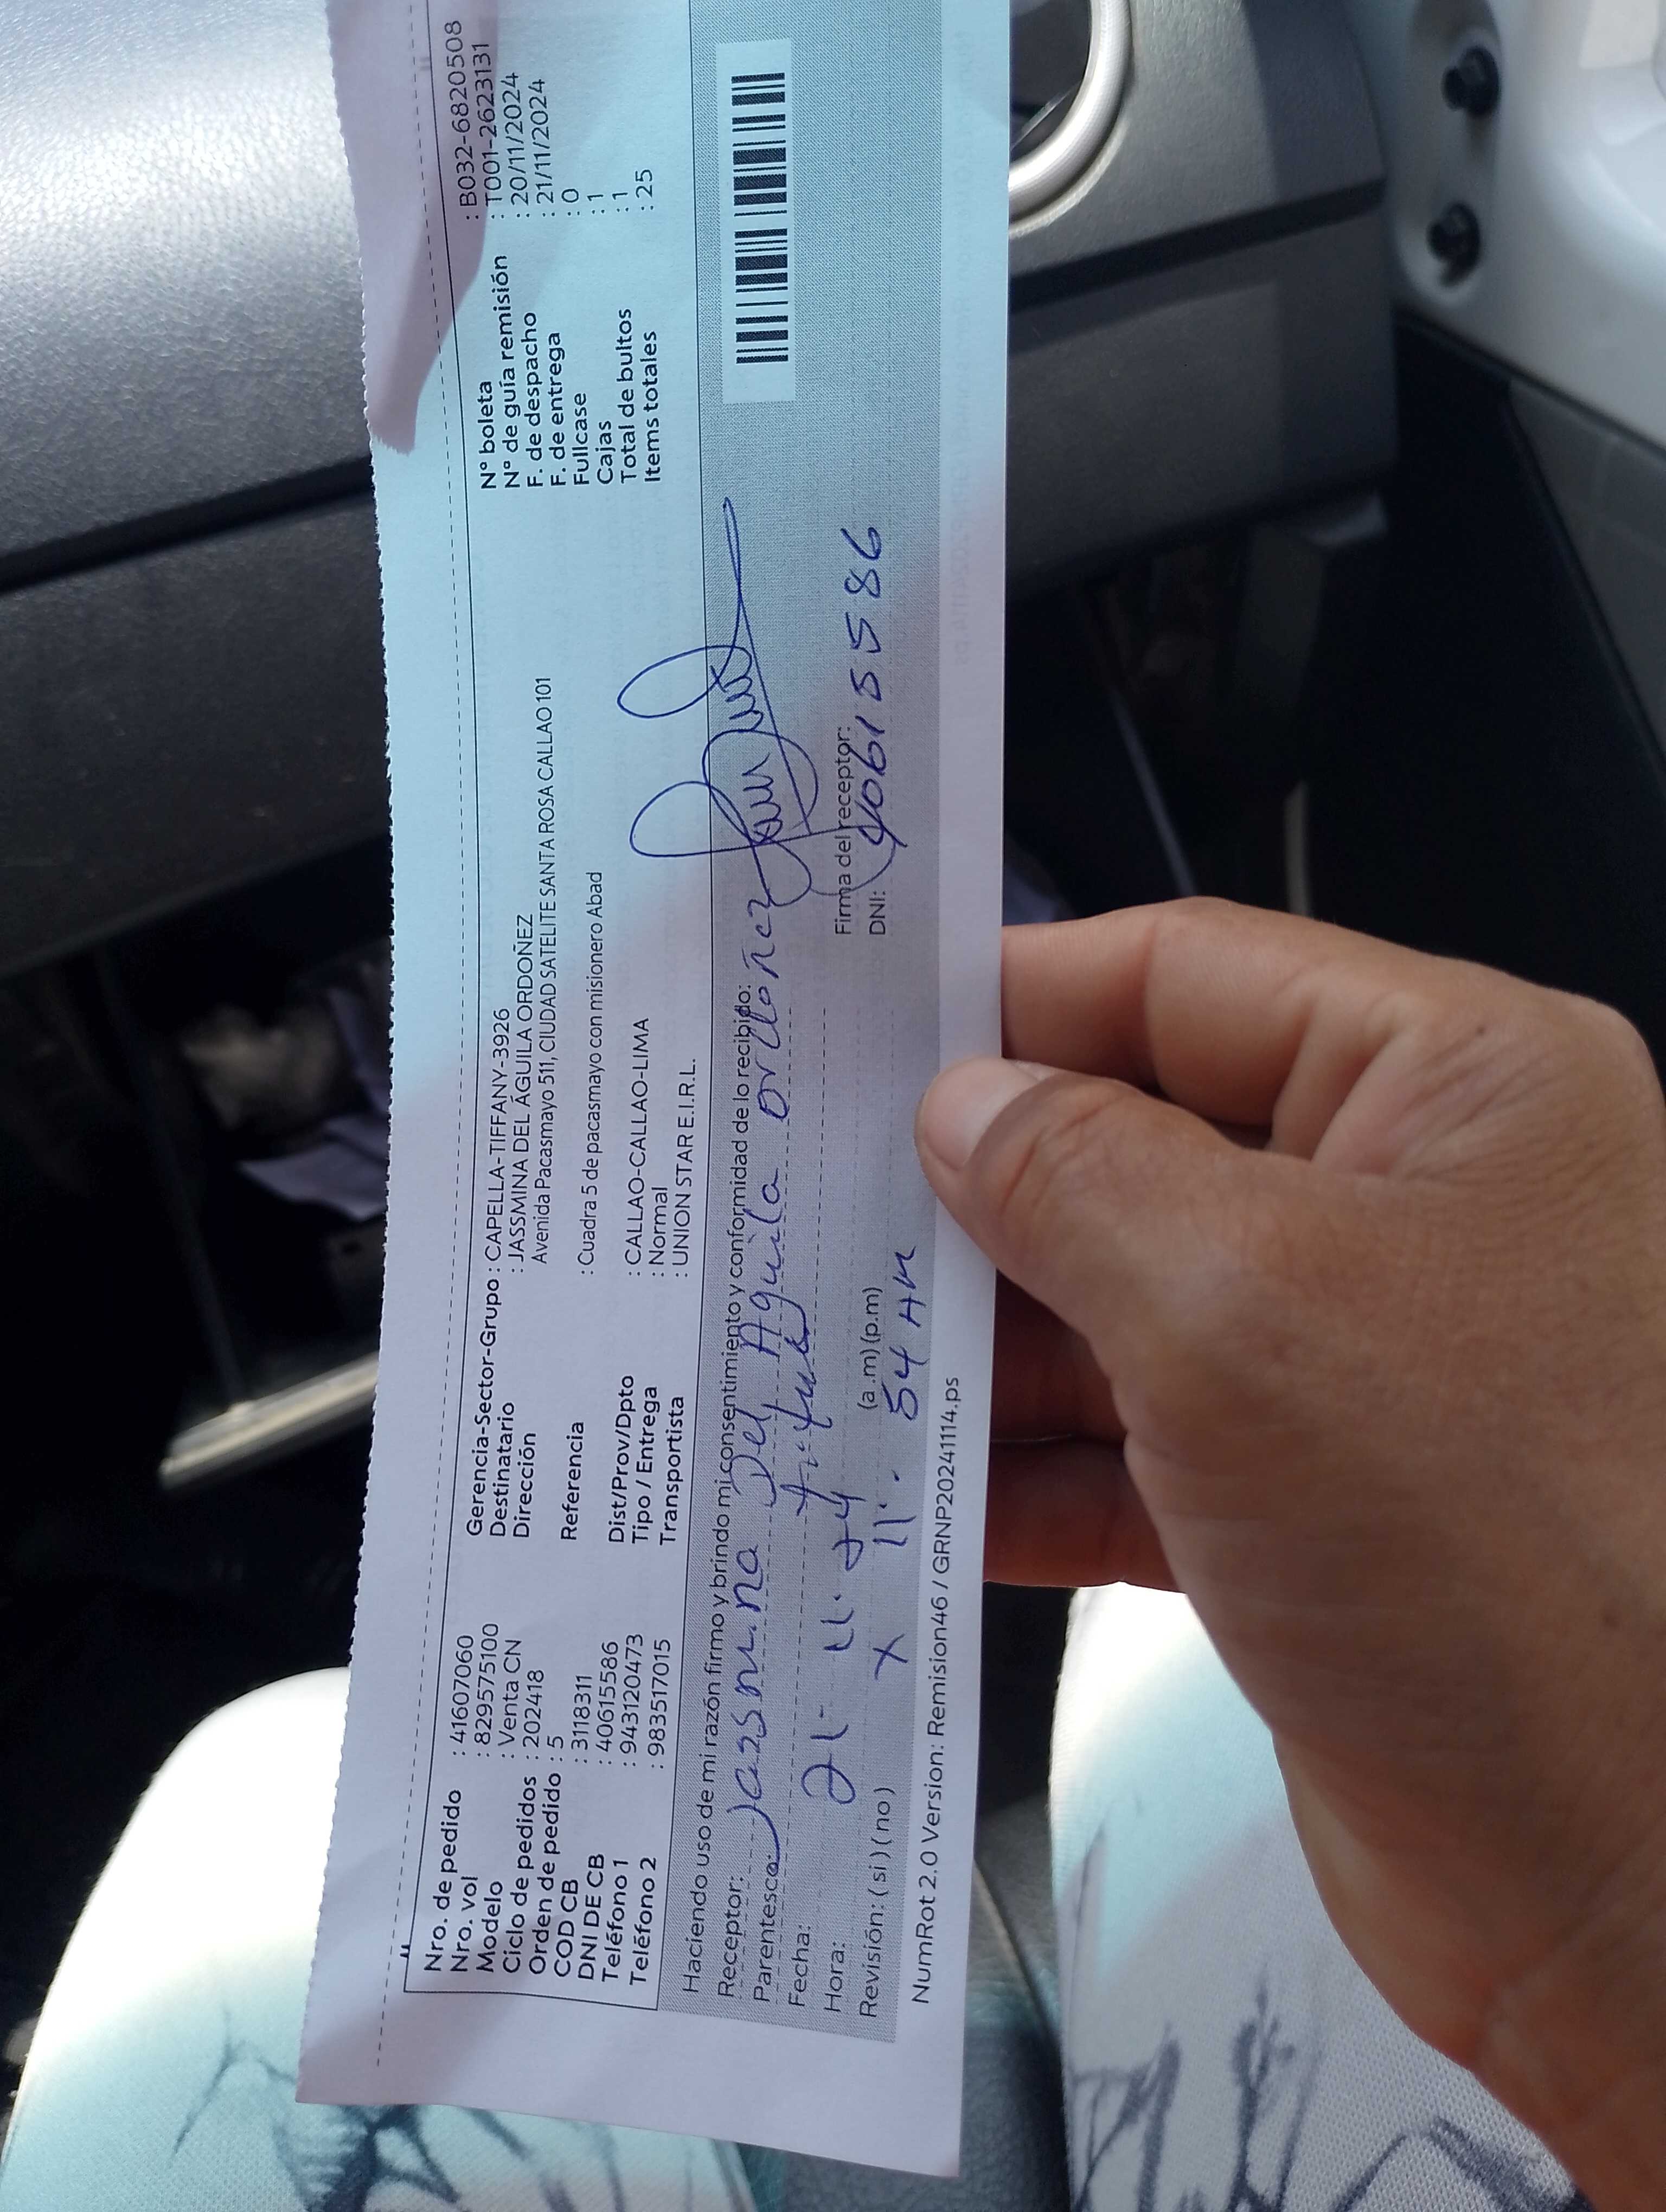 Nro. de pedido : 41607060
Nro. vol : 829575100
Modelo : Venta CN
Ciclo de pedidos : 202418
Orden de pedido : 5
COD CB : 3118311
DNI DE CB : 40615586
Teléfono 1 : 943120473
Teléfono 2 : 983517015
Gerencia-Sector-Grupo : CAPELLA-TIFFANY-3926
Destinatario : JASSMINA DEL ÁGUILA ORDOÑEZ
Dirección Avenida Pacasmayo 511, CIUDAD SATELITE SANTA ROSA CALLAO 101
Referencia : Cuadra 5 de pacasmayo con misionero Abad
Dist/Prov/Dpto : CALLAO-CALLAO-LIMA
Tipo / Entrega : Normal
Transportista : UNION STAR E.I.R.L.
N° boleta : B032-6820508
N° de guía remisión : T001-2623131
F. de despacho : 20/11/2024
F. de entrega : 21/11/2024
Fullcase : 0
Cajas : 1
Total de bultos : 1
Items totales : 25
Haciendo uso de mi razón firmo y brindo mi consentimiento y conformidad de lo recibido:
Receptor: Jassmina Del Aguila Ordoñez
Parentesco:
Fecha: 21- 11- 24
Hora: 11. 54 AM (a .m) (p.m)
Revisión: ( si ) ( no ) X
Firma del receptor:
DNI: 40615586
NumRot 2.0 Version: Remision46 / GRNP20241114.ps